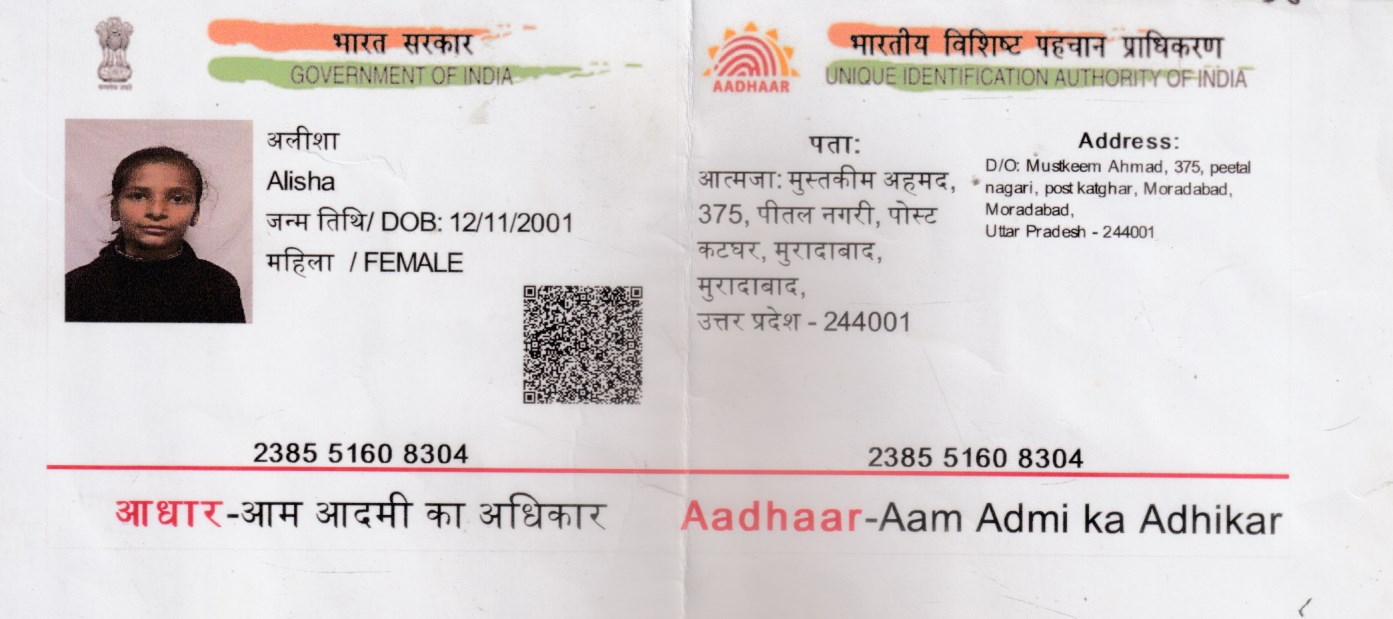 भारत सरकार
GOVERNMENT OF INDIA
अलीशा
Alisha
जन्म तिथि/ DOB: 12/11/2001
महिला / FEMALE
2385 5160 8304
आधार-आम आदमी का अधिकार
AADHAAR
भारतीय विशिष्ट पहचान प्राधिकरण
UNIQUE IDENTIFICATION AUTHORITY OF INDIA
पता:
आत्मजा: मुस्तकीम अहमद,
375, पीतल नगरी, पोस्ट
कटघर, मुरादाबाद,
मुरादाबाद,
उत्तर प्रदेश - 244001
Address:
D/O: Mustkeem Ahmad, 375, peetal
nagari, post katghar, Moradabad,
Moradabad,
Uttar Pradesh - 244001
2385 5160 8304
Aadhaar-Aam Admi ka Adhikar